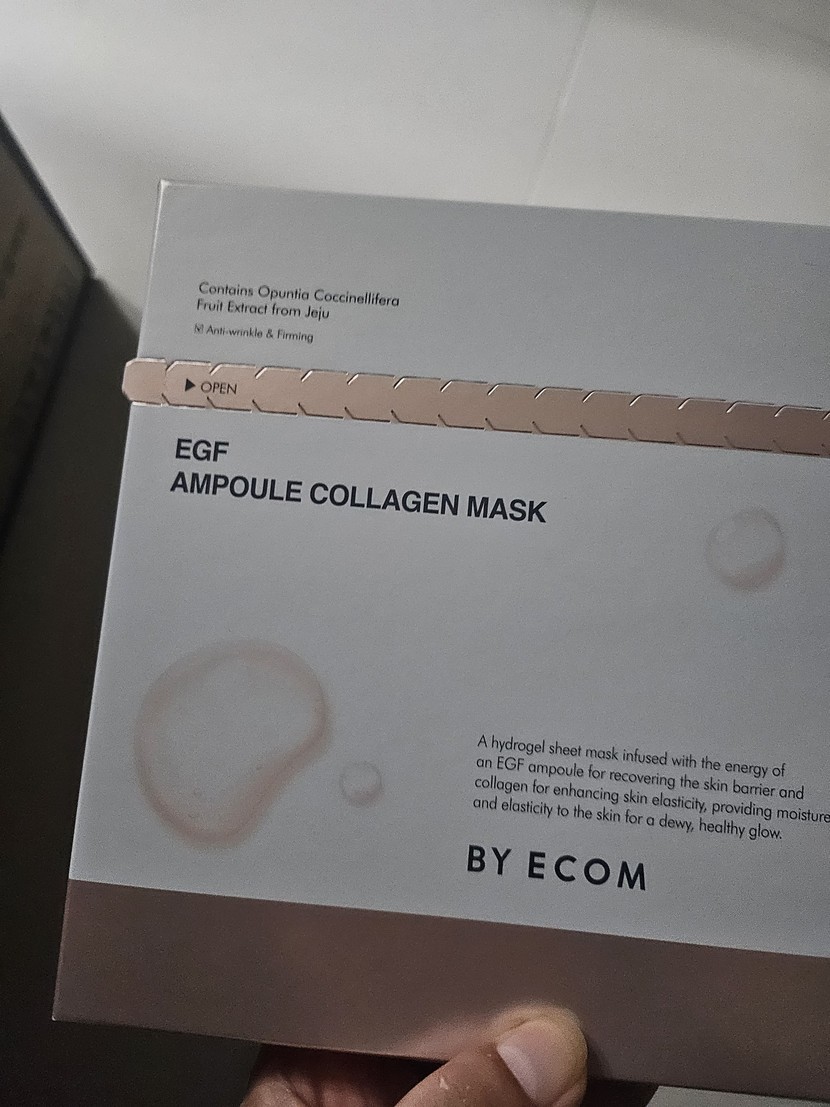 Contains Opuntia Coccinellifera
Fruit Extract from Jeju
☑ Anti-wrinkle & Firming
▶ OPEN
EGF
AMPOULE COLLAGEN MASK
A hydrogel sheet mask infused with the energy of
an EGF ampoule for recovering the skin barrier and
collagen for enhancing skin elasticity, providing moisture
and elasticity to the skin for a dewy, healthy glow.
BY ECOM